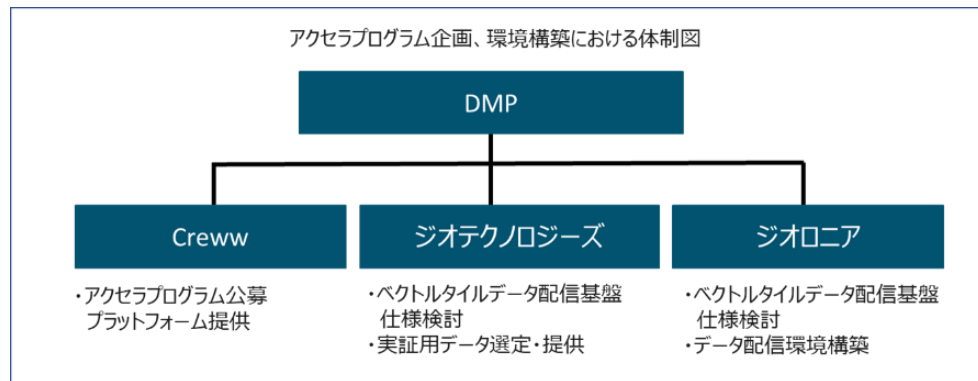 アクセラプログラム企画、環境構築における体制図
DMP
Creww
ジオテクノロジーズ
ジオロニア
・アクセラプログラム公募
プラットフォーム提供
・ベクトルタイルデータ配信基盤
仕様検討
・実証用データ選定・提供
・ベクトルタイルデータ配信基盤
仕様検討
・データ配信環境構築